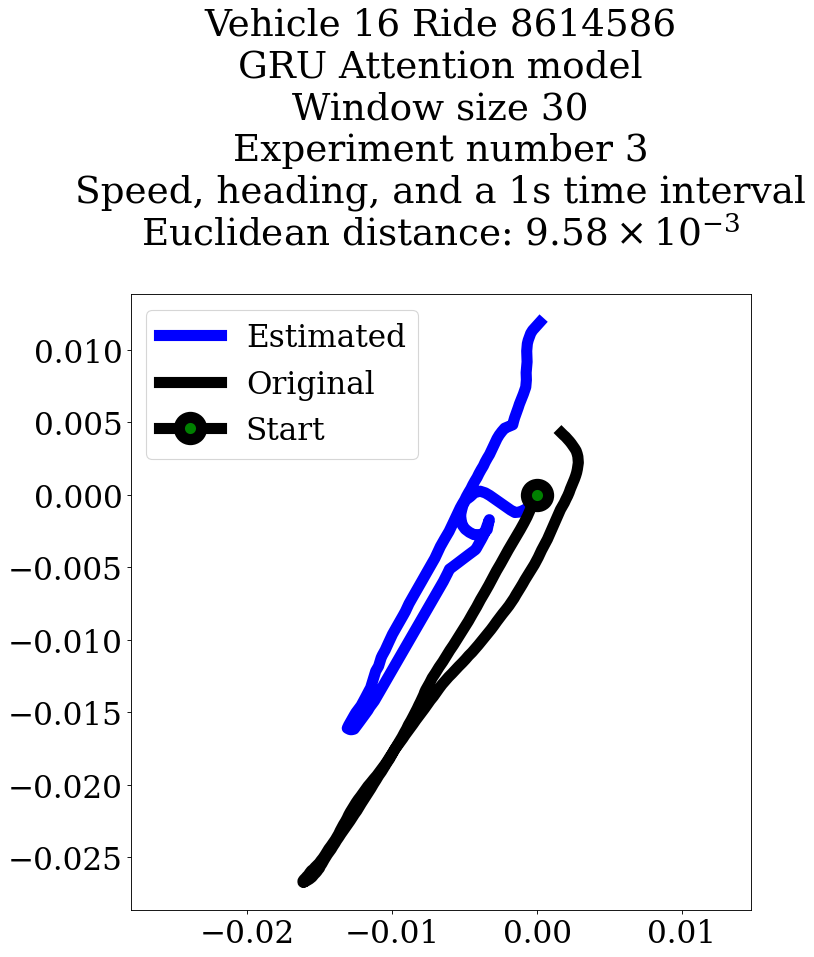 Vehicle 16 Ride 8614586
GRU Attention model
Window size 30
Experiment number 3
Speed, heading, and a 1s time interval
Euclidean distance: 9.58 × 10⁻³
Estimated
Original
Start
0.010
0.005
0.000
−0.005
−0.010
−0.015
−0.020
−0.025
−0.02 −0.01 0.00 0.01